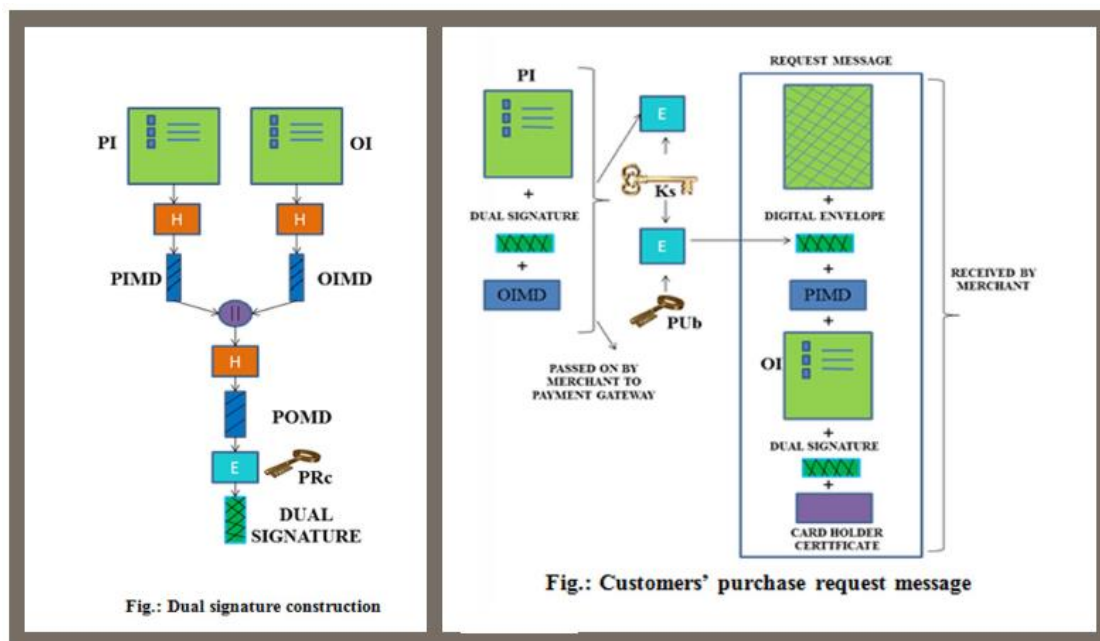 PI
OI
H
H
PIMD
OIMD
||
H
POMD
E
PRc
DUAL
SIGNATURE
Fig.: Dual signature construction
PI
+
DUAL SIGNATURE
+
OIMD
E
Ks
E
PUb
PASSED ON BY
MERCHANT TO
PAYMENT GATEWAY
REQUEST MESSAGE
+
DIGITAL ENVELOPE
+
PIMD
+
OI
+
DUAL SIGNATURE
+
CARD HOLDER
CERTIFICATE
RECEIVED BY
MERCHANT
Fig.: Customers’ purchase request message